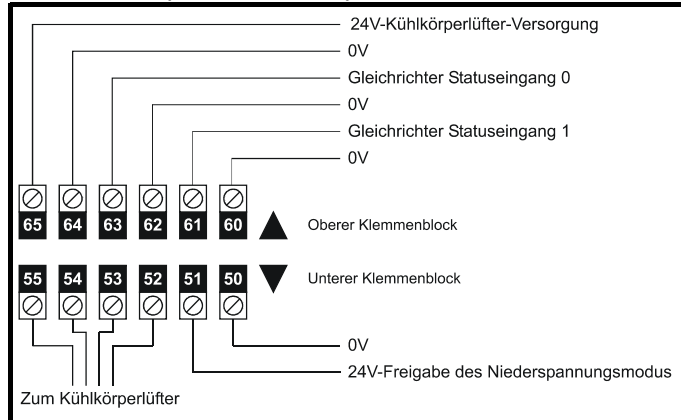 24V-Kühlkörperlüfter-Versorgung
0V
Gleichrichter Statuseingang 0
0V
Gleichrichter Statuseingang 1
0V
65 64 63 62 61 60 Oberer Klemmenblock
55 54 53 52 51 50 Unterer Klemmenblock
0V
24V-Freigabe des Niederspannungsmodus
Zum Kühlkörperlüfter